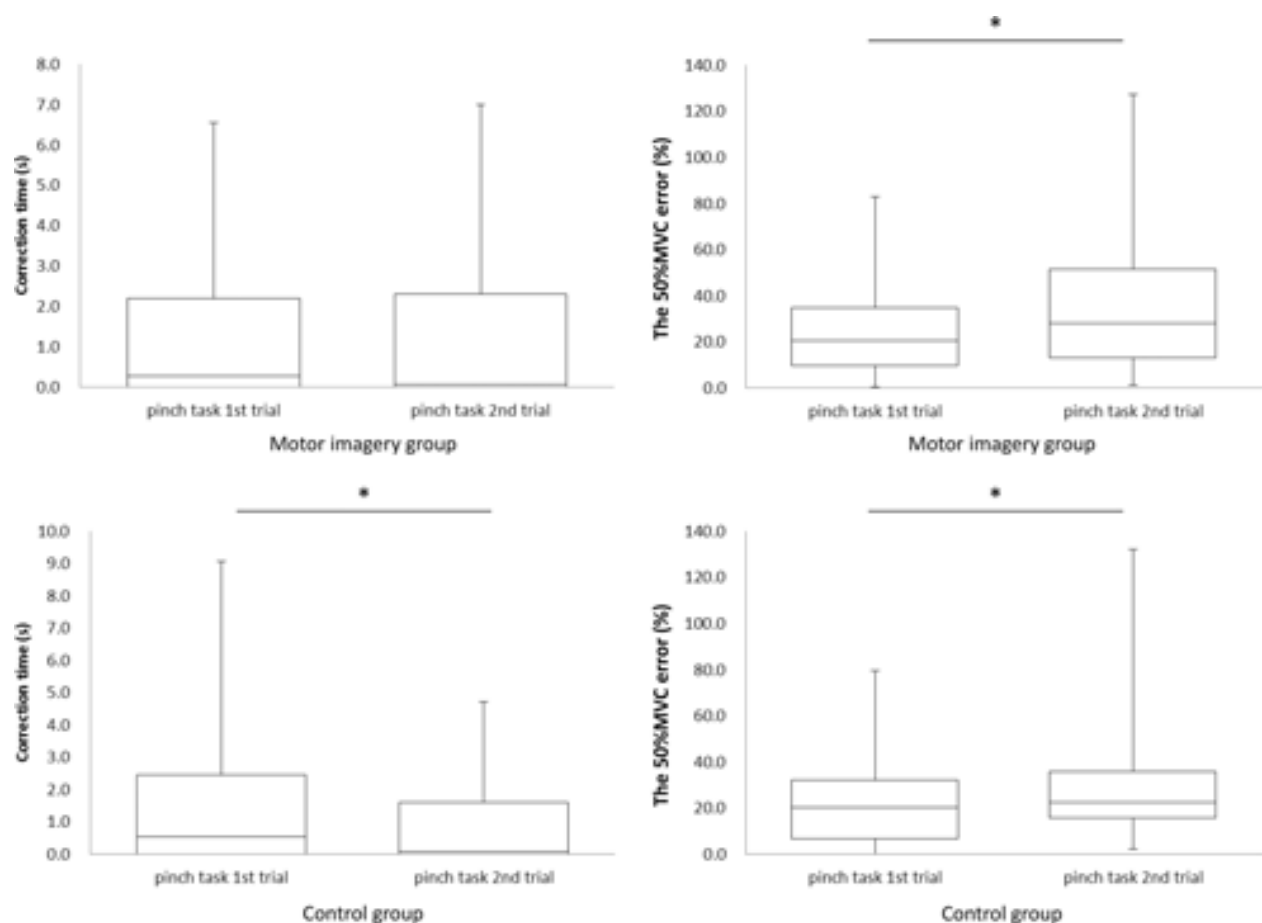 *
8.0
7.0
6.0
5.0
4.0
3.0
2.0
1.0
0.0
Correction time (s)
pinch task 1st trial
pinch task 2nd trial
Motor imagery group
140.0
120.0
100.0
80.0
60.0
40.0
20.0
0.0
The 50%MVC error (%)
pinch task 1st trial
pinch task 2nd trial
Motor imagery group
*
10.0
9.0
8.0
7.0
6.0
5.0
4.0
3.0
2.0
1.0
0.0
Correction time (s)
pinch task 1st trial
pinch task 2nd trial
Control group
*
140.0
120.0
100.0
80.0
60.0
40.0
20.0
0.0
The 50%MVC error (%)
pinch task 1st trial
pinch task 2nd trial
Control group